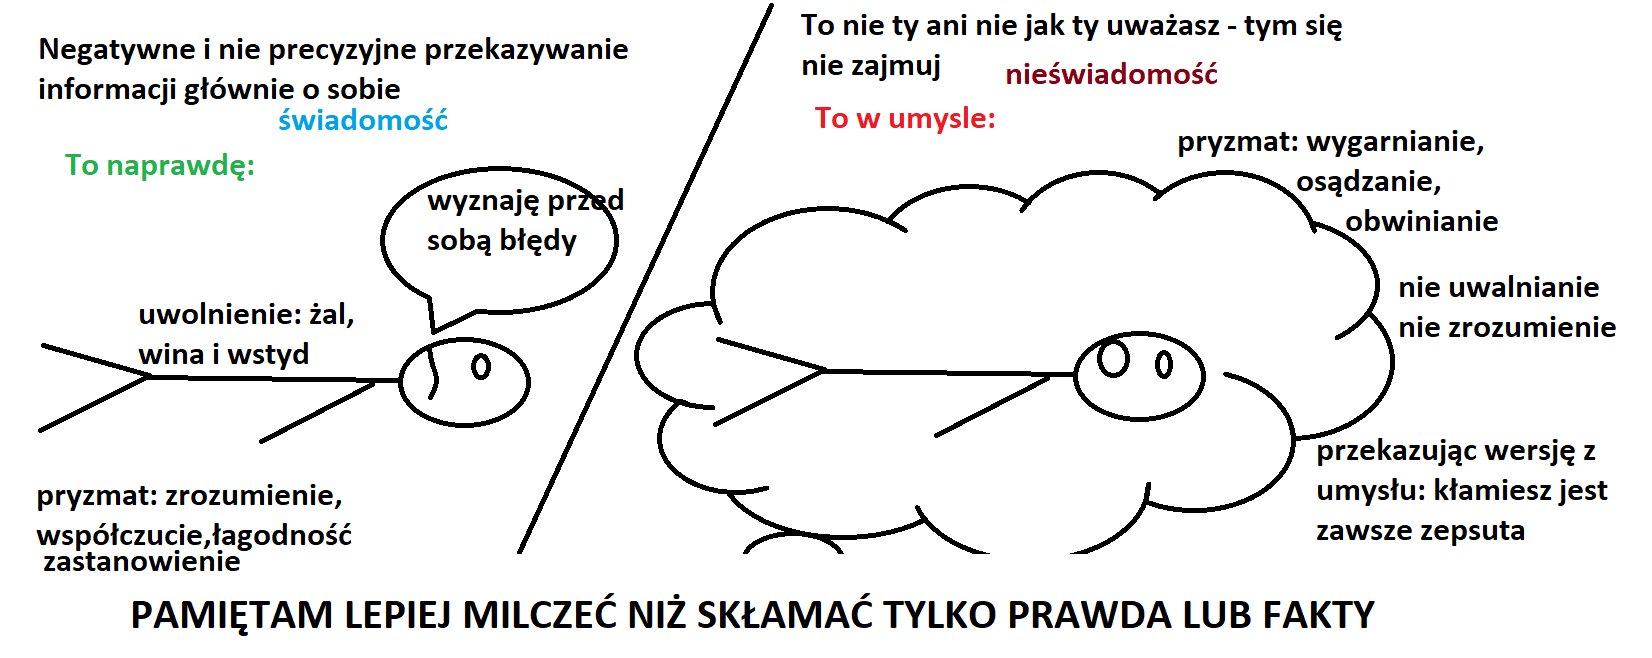 Negatywne i nie precyzyjne przekazywanie
informacji głównie o sobie
świadomość
To naprawdę:
wyznaję przed
sobą błędy
uwolnienie: żal,
wina i wstyd
pryzmat: zrozumienie,
współczucie,łagodność
zastanowienie
To nie ty ani nie jak ty uważasz - tym się
nie zajmuj
nieświadomość
To w umysle:
pryzmat: wygarnianie,
osądzanie,
obwinianie
nie uwalnianie
nie zrozumienie
przekazując wersję z
umysłu: kłamiesz jest
zawsze zepsuta
PAMIĘTAM LEPIEJ MILCZEĆ NIŻ SKŁAMAĆ TYLKO PRAWDA LUB FAKTY